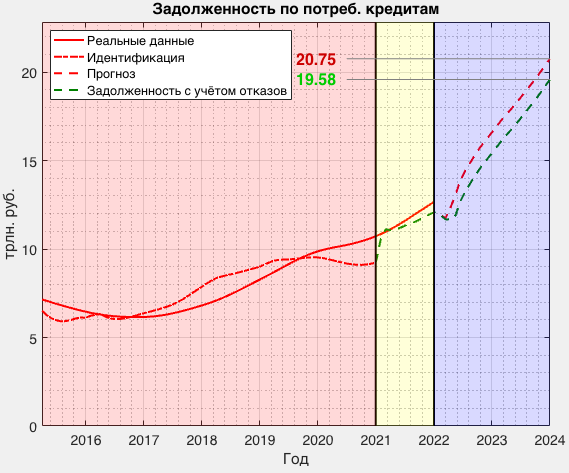 Задолженность по потреб. кредитам
Реальные данные
Идентификация
Прогноз
Задолженность с учётом отказов
20.75
19.58
трлн. руб.
20
15
10
5
0
2016 2017 2018 2019 2020 2021 2022 2023 2024
Год